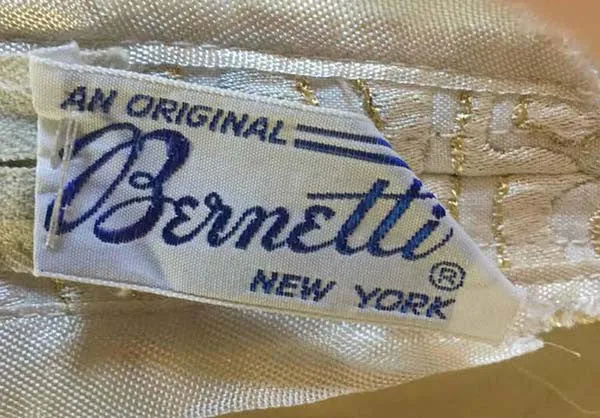 AN ORIGINAL
Bernetti
®
NEW YORK